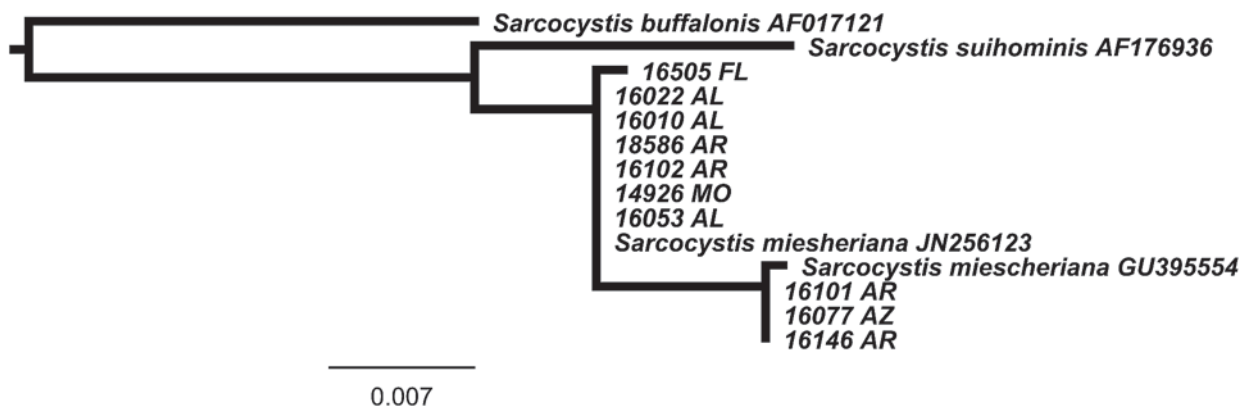 Sarcocystis buffalonis AF017121
Sarcocystis suihominis AF176936
16505 FL
16022 AL
16010 AL
18586 AR
16102 AR
14926 MO
16053 AL
Sarcocystis miesheriana JN256123
Sarcocystis miescheriana GU395554
16101 AR
16077 AZ
16146 AR
0.007